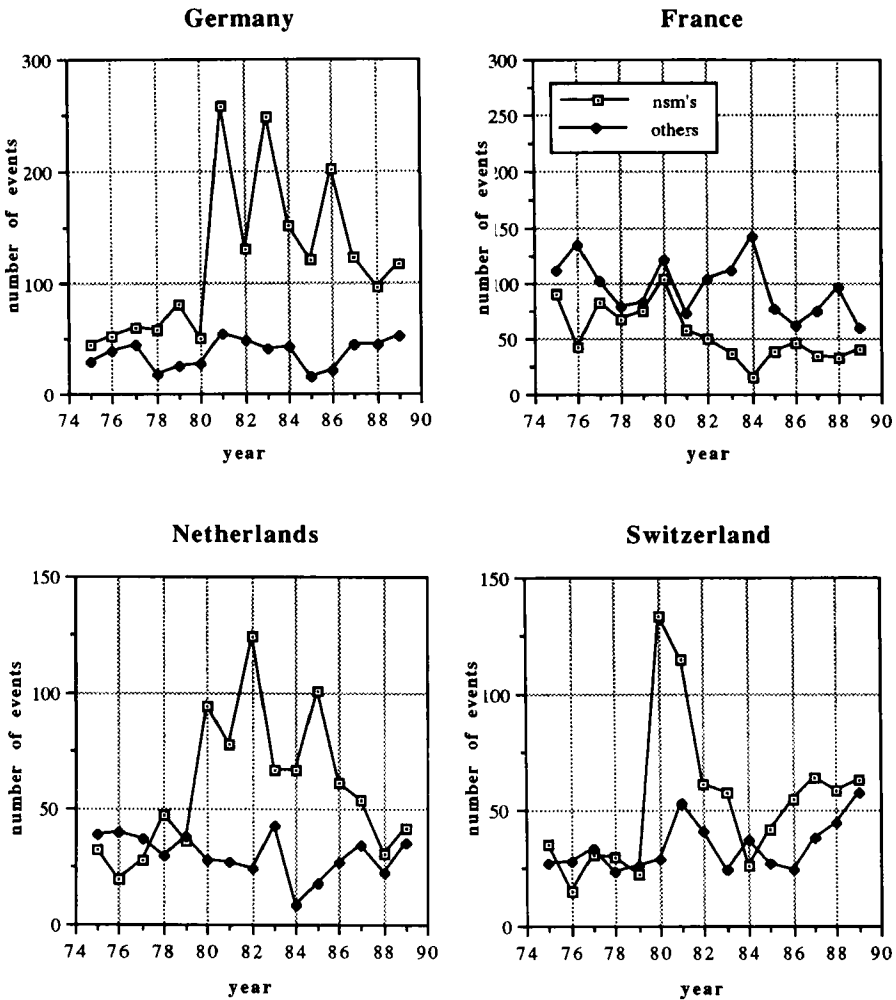 Germany
300
200
100
0
number of events
74 76 78 80 82 84 86 88 90
year
France
300
250
200
150
100
50
0
number of events
nsm's
others
74 76 78 80 82 84 86 88 90
year
Netherlands
150
100
50
0
number of events
74 76 78 80 82 84 86 88 90
year
Switzerland
150
100
50
0
number of events
74 76 78 80 82 84 86 88 90
year